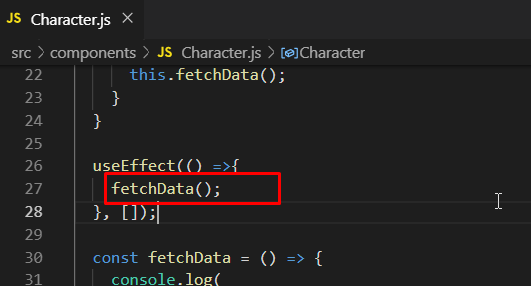 JS Character.js ×
src > components > JS Character.js > Character
22 this.fetchData();
23 }
24 }
25
26 useEffect(() =>{
27 fetchData();
28 }, []);
29
30 const fetchData = () => {
31 console.log(